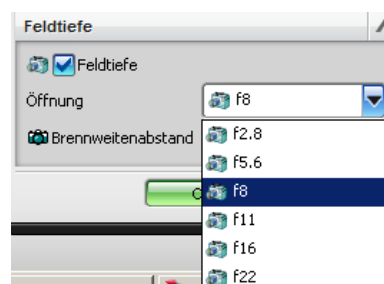 Feldtiefe
Feldtiefe
Öffnung
f8
Brennweitenabstand
f2.8
f5.6
f8
f11
f16
f22